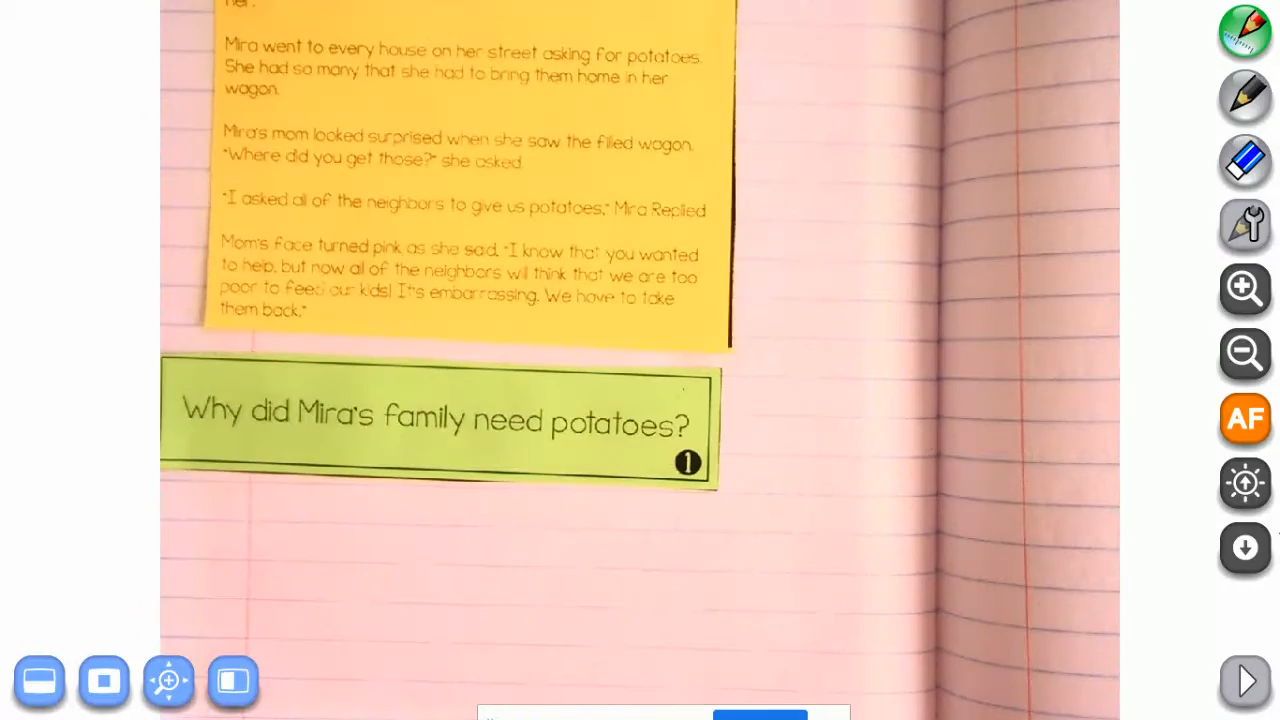 her.
Mira went to every house on her street asking for potatoes.
She had so many that she had to bring them home in her
wagon.
Mira's mom looked surprised when she saw the filled wagon.
"Where did you get those?" she asked.
"I asked all of the neighbors to give us potatoes," Mira Replied
Mom's face turned pink as she said, "I know that you wanted
to help, but now all of the neighbors will think that we are too
poor to feed our kids! It's embarrassing. We have to take
them back."
Why did Mira's family need potatoes?
1
AF